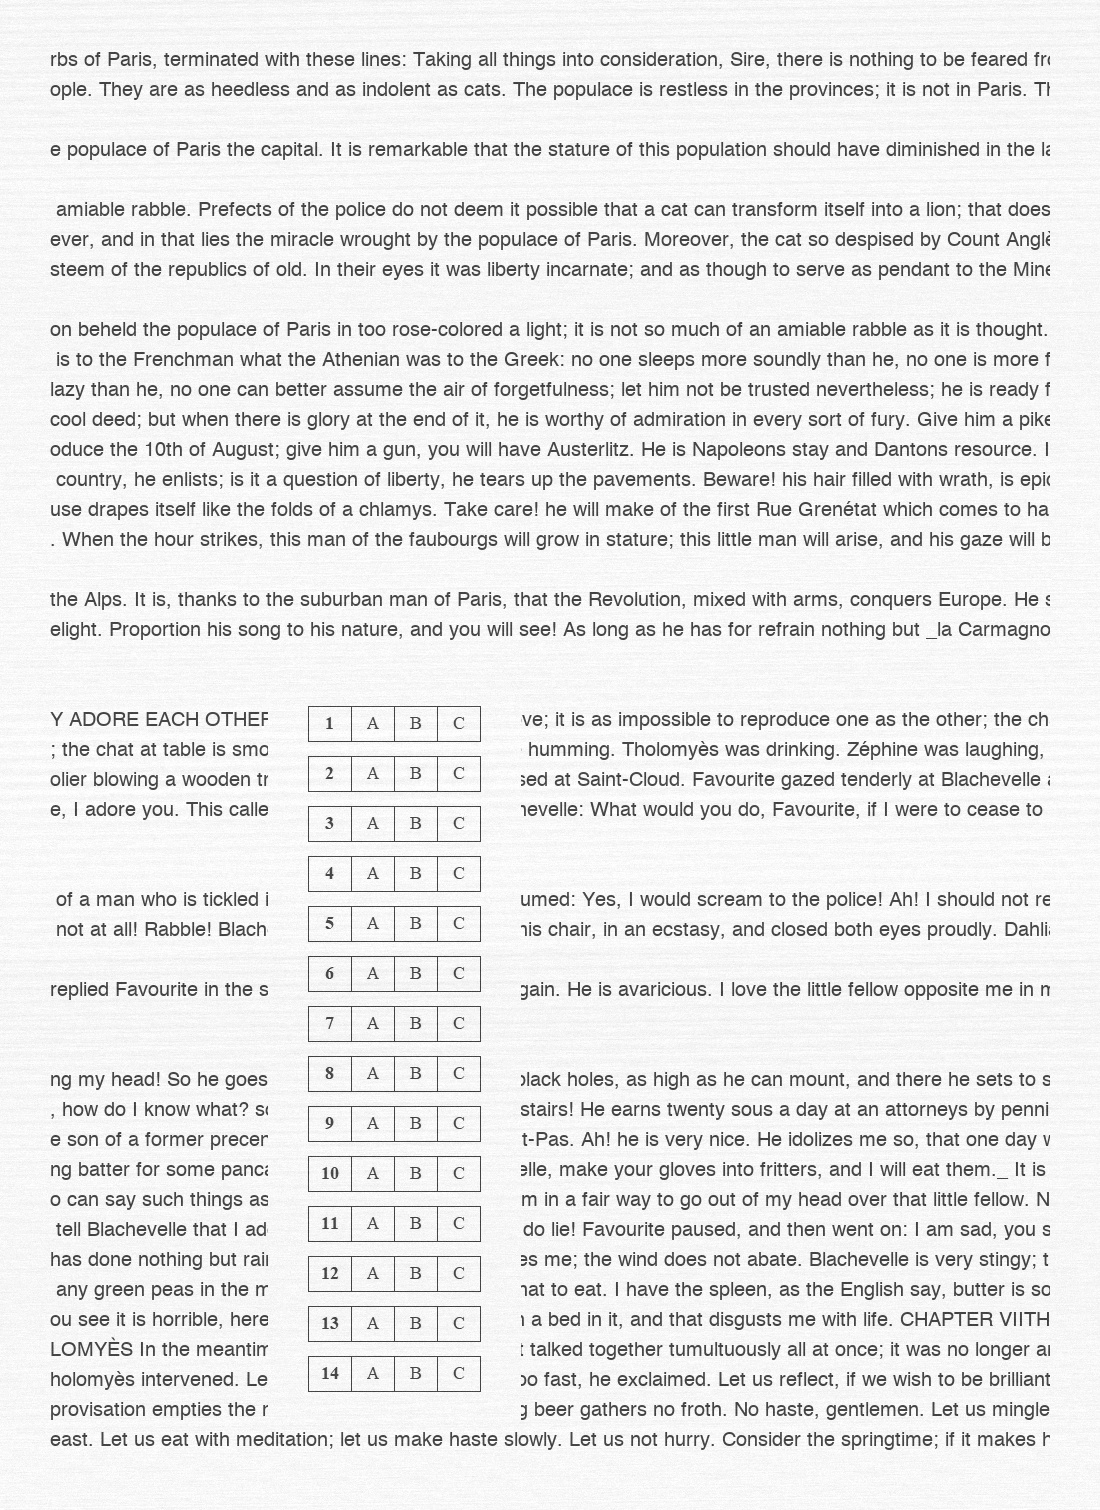 rbs of Paris, terminated with these lines: Taking all things into consideration, Sire, there is nothing to be feared fro
ople. They are as heedless and as indolent as cats. The populace is restless in the provinces; it is not in Paris. Th
e populace of Paris the capital. It is remarkable that the stature of this population should have diminished in the la
amiable rabble. Prefects of the police do not deem it possible that a cat can transform itself into a lion; that does
ever, and in that lies the miracle wrought by the populace of Paris. Moreover, the cat so despised by Count Anglè
steem of the republics of old. In their eyes it was liberty incarnate; and as though to serve as pendant to the Mine
on beheld the populace of Paris in too rose-colored a light; it is not so much of an amiable rabble as it is thought.
is to the Frenchman what the Athenian was to the Greek: no one sleeps more soundly than he, no one is more f
lazy than he, no one can better assume the air of forgetfulness; let him not be trusted nevertheless; he is ready f
cool deed; but when there is glory at the end of it, he is worthy of admiration in every sort of fury. Give him a pike
oduce the 10th of August; give him a gun, you will have Austerlitz. He is Napoleons stay and Dantons resource. I
country, he enlists; is it a question of liberty, he tears up the pavements. Beware! his hair filled with wrath, is epic
use drapes itself like the folds of a chlamys. Take care! he will make of the first Rue Grenétat which comes to ha
. When the hour strikes, this man of the faubourgs will grow in stature; this little man will arise, and his gaze will b
the Alps. It is, thanks to the suburban man of Paris, that the Revolution, mixed with arms, conquers Europe. He s
elight. Proportion his song to his nature, and you will see! As long as he has for refrain nothing but _la Carmagno
Y ADORE EACH OTHER
; the chat at table is smo
olier blowing a wooden tr
e, I adore you. This calle
of a man who is tickled i
not at all! Rabble! Blach
replied Favourite in the s
ng my head! So he goes
, how do I know what? so
e son of a former precen
ng batter for some panca
o can say such things as
tell Blachevelle that I ado
has done nothing but rain
any green peas in the m
ou see it is horrible, here
LOMYÈS In the meantim
holomyès intervened. Le
provisation empties the r
1 A B C
2 A B C
3 A B C
4 A B C
5 A B C
6 A B C
7 A B C
8 A B C
9 A B C
10 A B C
11 A B C
12 A B C
13 A B C
14 A B C
ve; it is as impossible to reproduce one as the other; the ch
humming. Tholomyès was drinking. Zéphine was laughing,
sed at Saint-Cloud. Favourite gazed tenderly at Blachevelle a
hevelle: What would you do, Favourite, if I were to cease to
umed: Yes, I would scream to the police! Ah! I should not re
his chair, in an ecstasy, and closed both eyes proudly. Dahlia
gain. He is avaricious. I love the little fellow opposite me in m
black holes, as high as he can mount, and there he sets to s
stairs! He earns twenty sous a day at an attorneys by penni
t-Pas. Ah! he is very nice. He idolizes me so, that one day w
elle, make your gloves into fritters, and I will eat them._ It is
m in a fair way to go out of my head over that little fellow. N
do lie! Favourite paused, and then went on: I am sad, you s
es me; the wind does not abate. Blachevelle is very stingy; t
hat to eat. I have the spleen, as the English say, butter is so
n a bed in it, and that disgusts me with life. CHAPTER VIITH
t talked together tumultuously all at once; it was no longer an
oo fast, he exclaimed. Let us reflect, if we wish to be brilliant
g beer gathers no froth. No haste, gentlemen. Let us mingle
east. Let us eat with meditation; let us make haste slowly. Let us not hurry. Consider the springtime; if it makes h